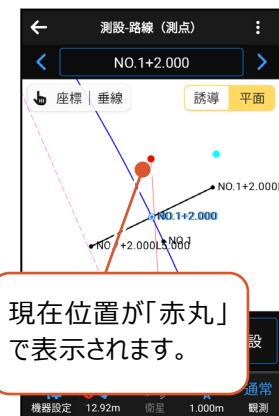 測設-路線（測点）
NO.1+2.000
座標 垂線
誘導 平面
NO.1+2.000
NO.1+2.000
NO.1
+2.000L5.000
現在位置が「赤丸」
で表示されます。
設
機器設定 12.92m 衛星 1.000m 通常
観測